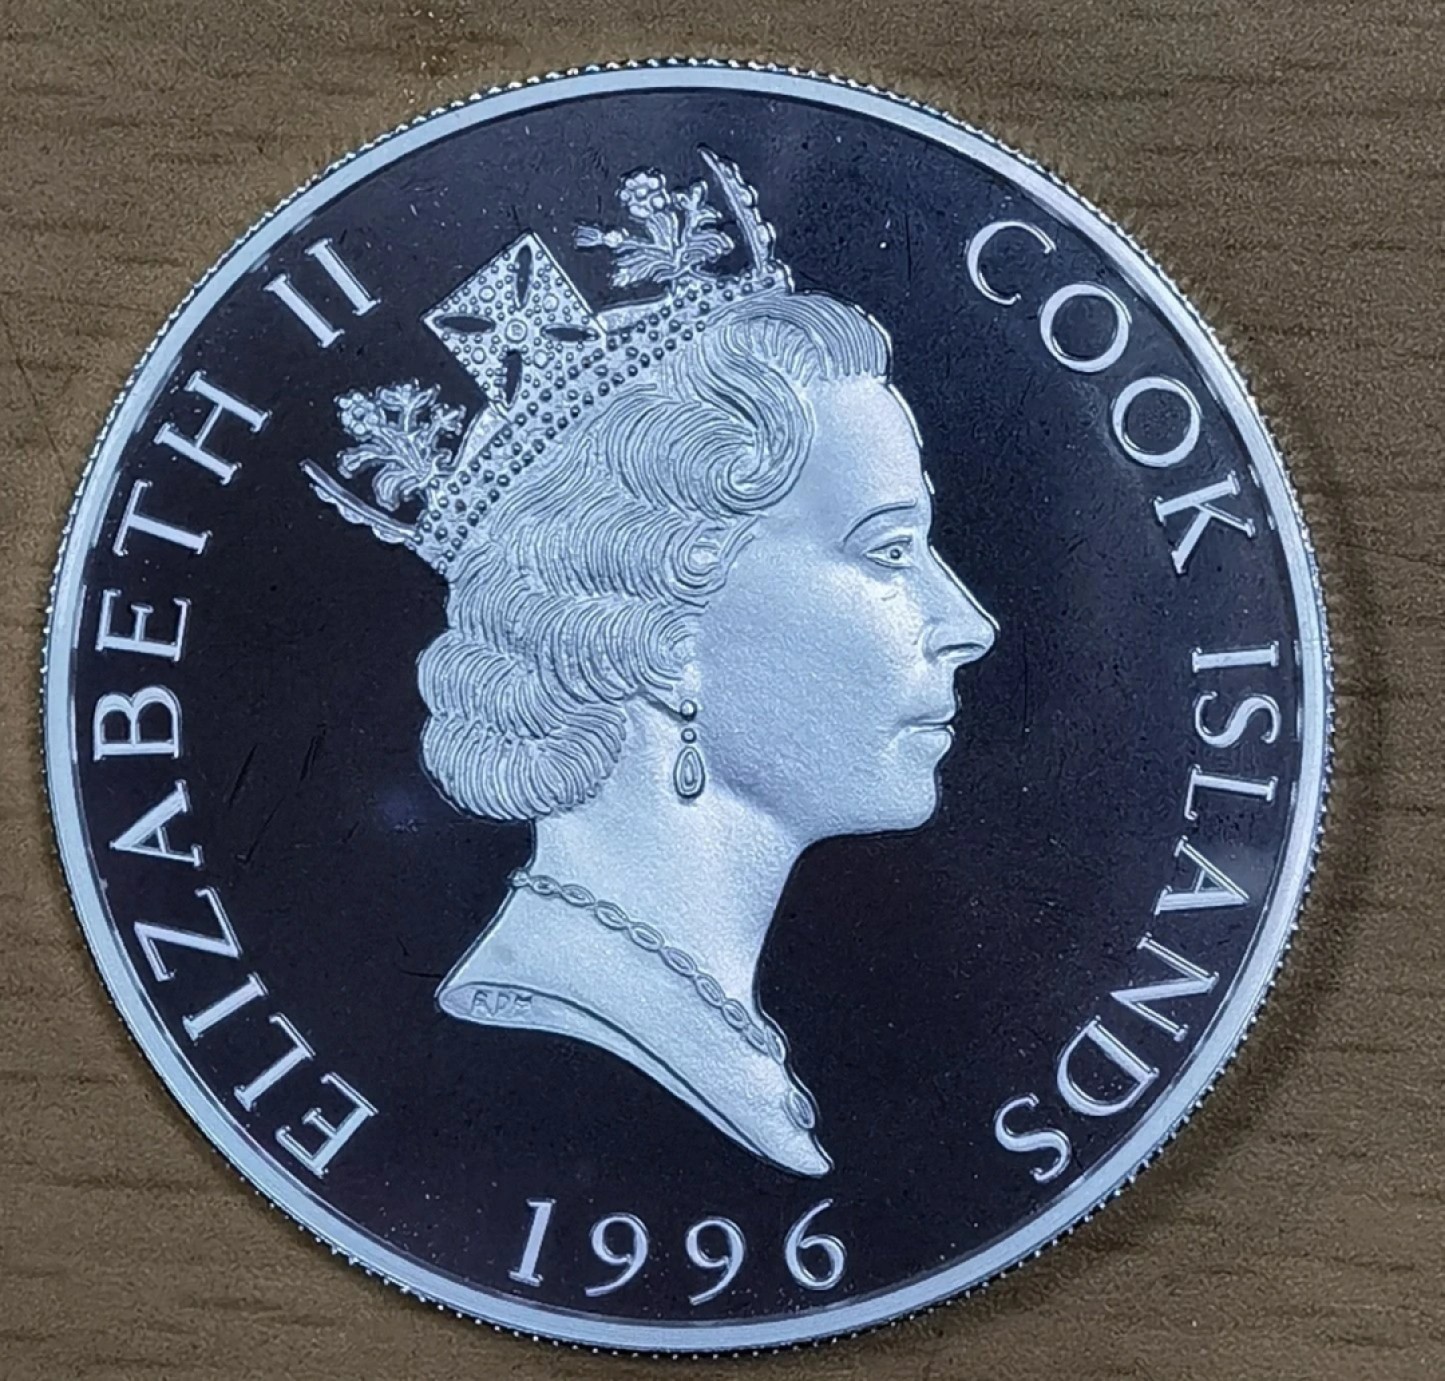 ELIZABETH II
COOK ISLANDS
1996
RDM